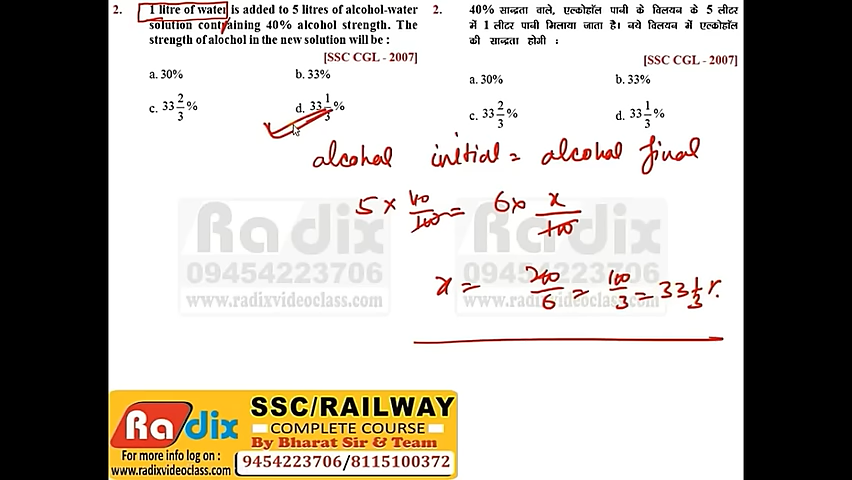 2. 1 litre of water is added to 5 litres of alcohol-water
solution containing 40% alcohol strength. The
strength of alochol in the new solution will be :
[SSC CGL - 2007]
a. 30% b. 33%
c. 33 2/3 % d. 33 1/3 %
2. 40% सान्द्रता वाले, एल्कोहॉल पानी के विलयन के 5 लीटर
में 1 लीटर पानी मिलाया जाता है। नये विलयन में एल्कोहॉल
की सान्द्रता होगी :
[SSC CGL - 2007]
a. 30% b. 33%
c. 33 2/3 % d. 33 1/3 %
alcohal initial = alcohal final
5 × 40/100 = 6 × x/100
x = 200/6 = 100/3 = 33 1/3 %.
Radix Radix
09454223706 09454223706
www.radixvideoclass.com www.radixvideoclass.com
Radix
For more info log on :
www.radixvideoclass.com
SSC/RAILWAY
COMPLETE COURSE
By Bharat Sir & Team
9454223706/8115100372